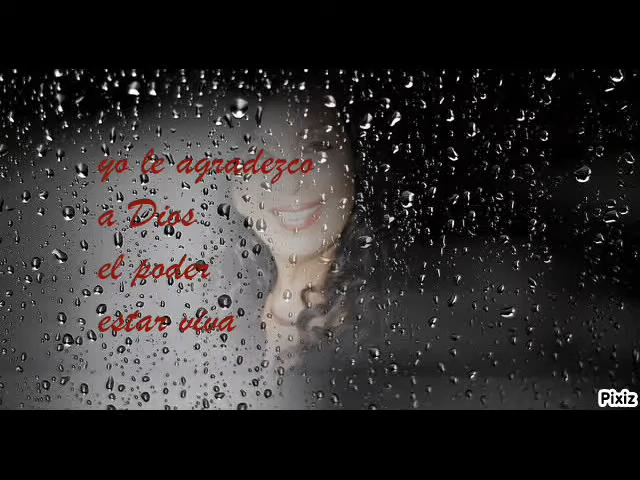 yo le agradezco
a Dios
el poder
estar viva
Pixiz